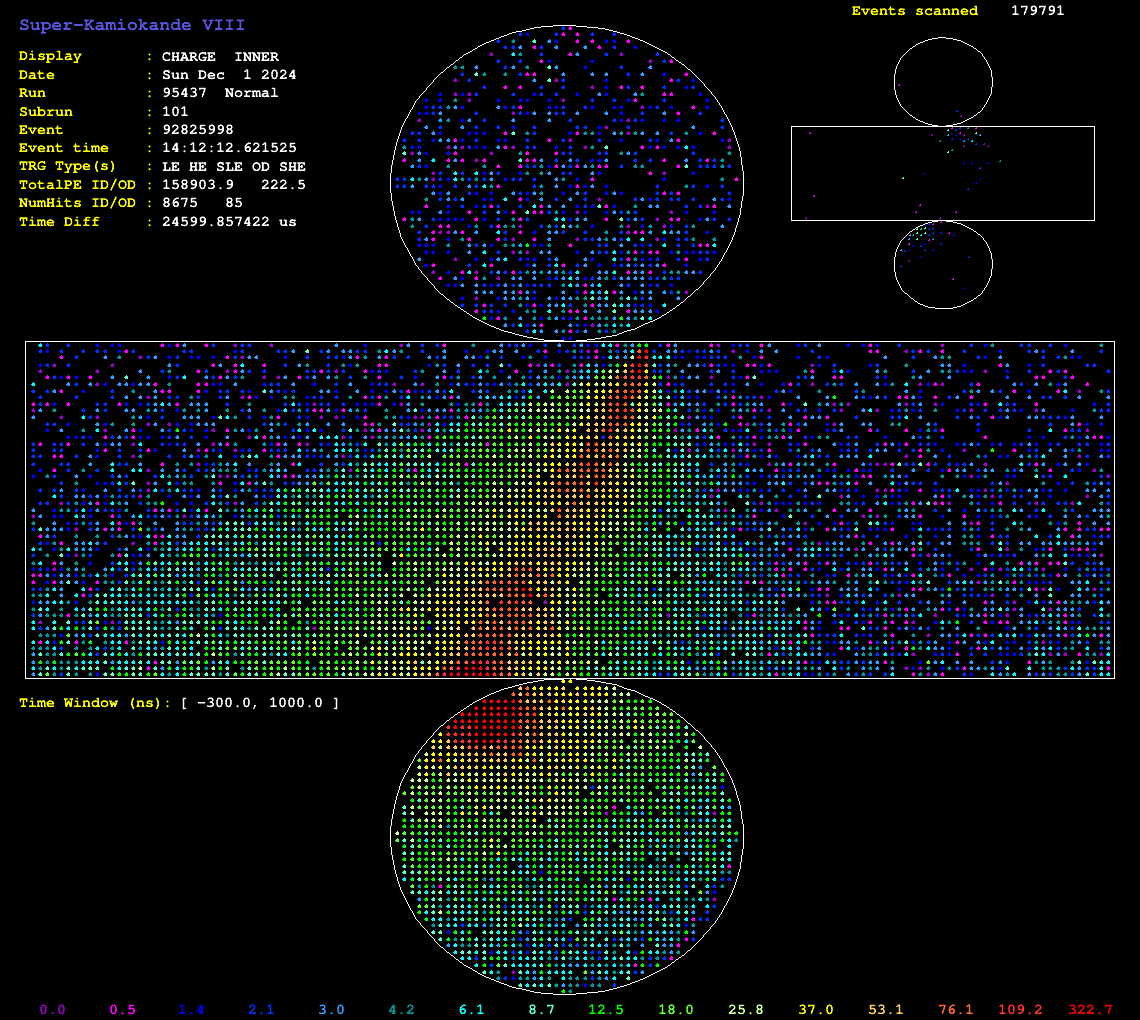 Super-Kamiokande VIII
Events scanned 179791
Display : CHARGE INNER
Date : Sun Dec 1 2024
Run : 95437 Normal
Subrun : 101
Event : 92825998
Event time : 14:12:12.621525
TRG Type(s) : LE HE SLE OD SHE
TotalPE ID/OD : 158903.9 222.5
NumHits ID/OD : 8675 85
Time Diff : 24599.857422 us
Time Window (ns): [ -300.0, 1000.0 ]
0.0 0.5 1.4 2.1 3.0 4.2 6.1 8.7 12.5 18.0 25.8 37.0 53.1 76.1 109.2 322.7